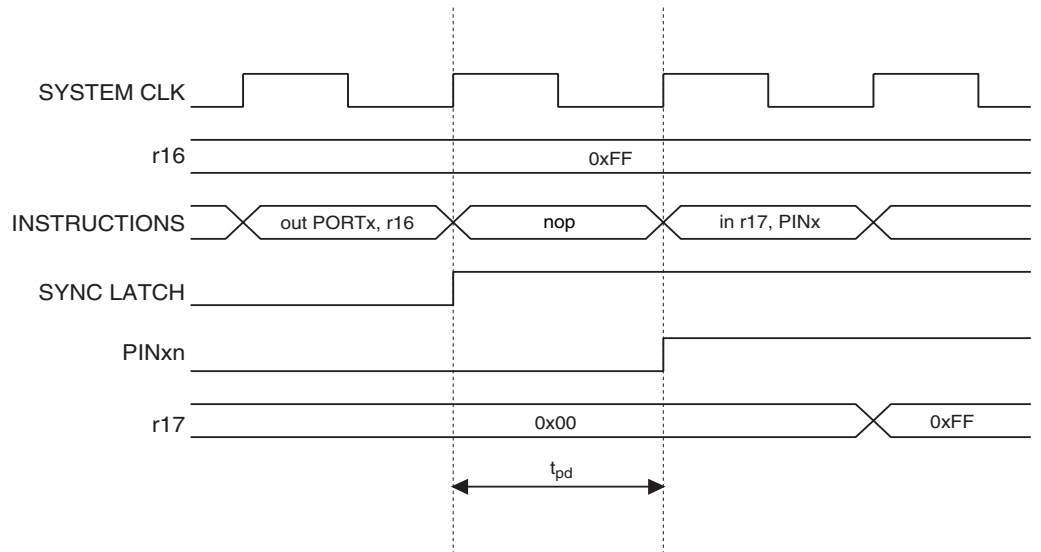 SYSTEM CLK
r16
0xFF
INSTRUCTIONS
out PORTx, r16
nop
in r17, PINx
SYNC LATCH
PINxn
r17
0x00
0xFF
tpd